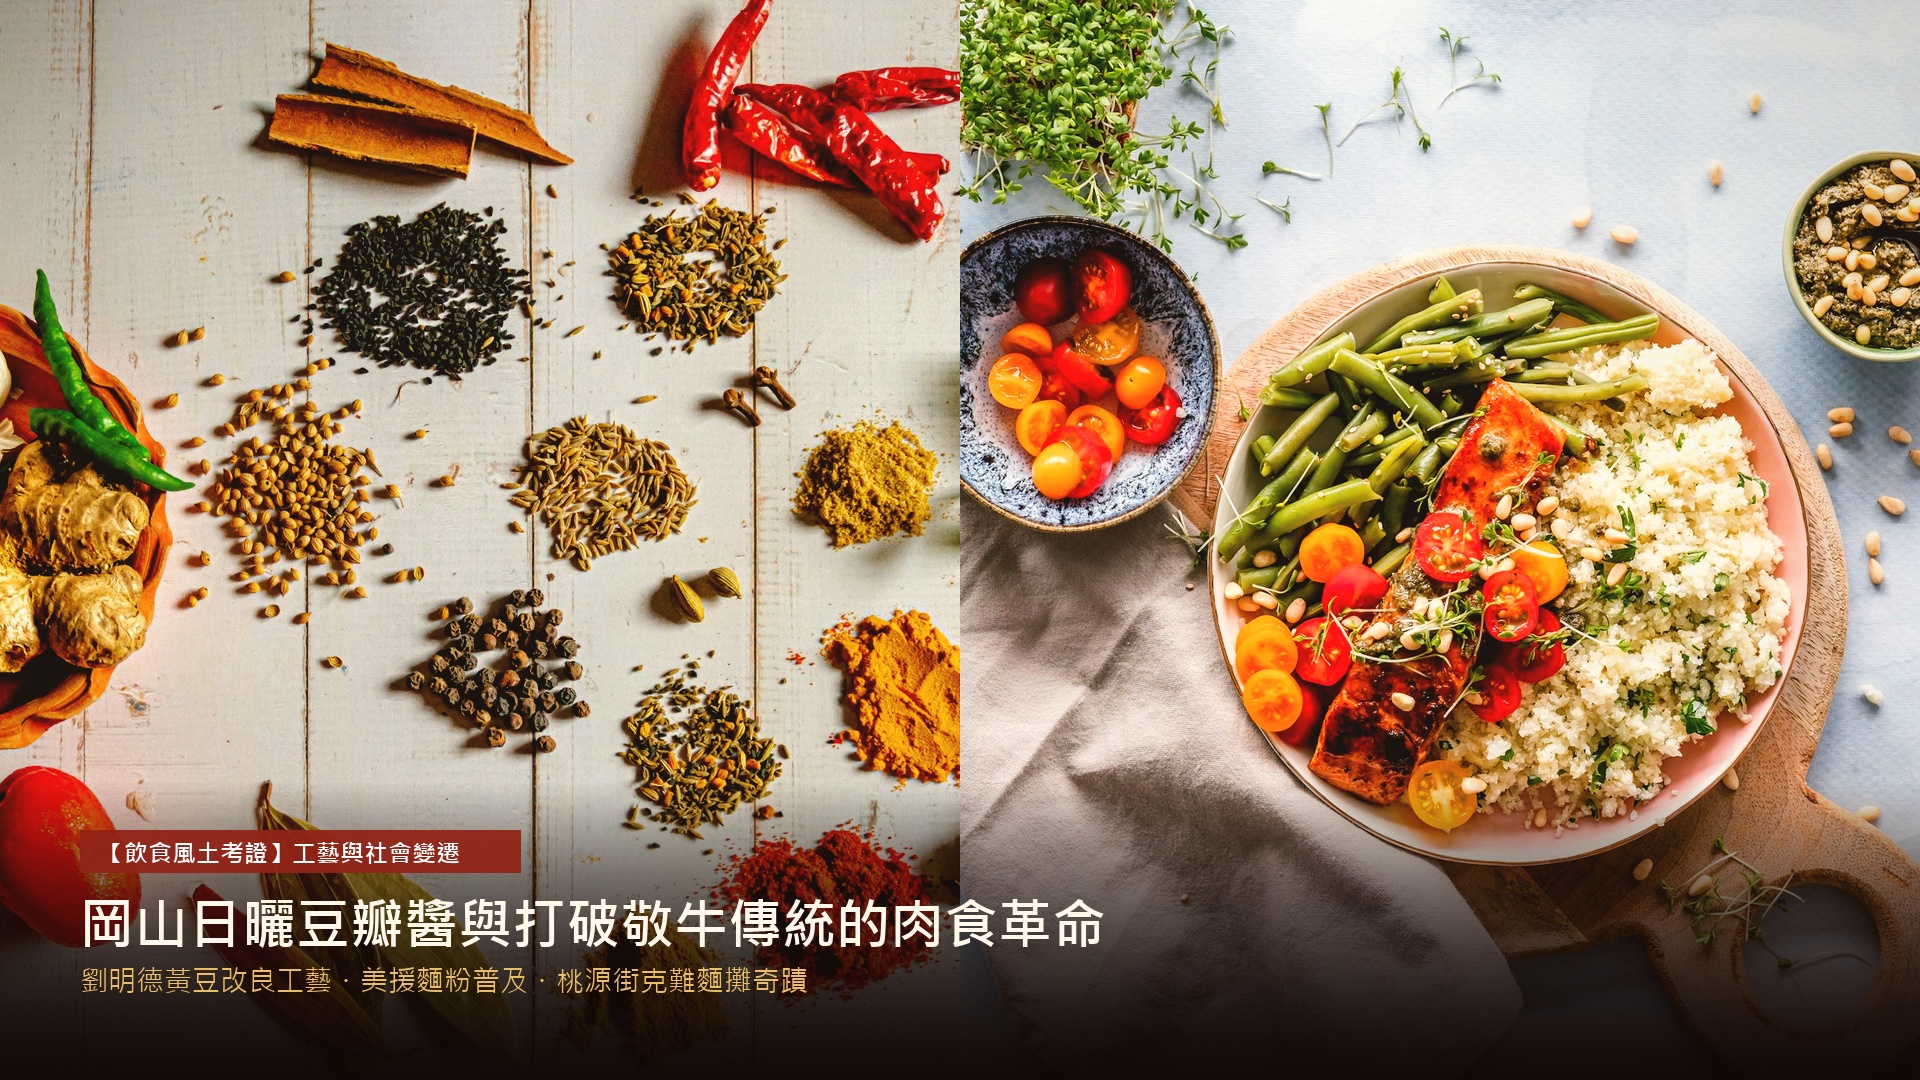 【飲食風土考證】工藝與社會變遷
岡山日曬豆瓣醬與打破敬牛傳統的肉食革命
劉明德黃豆改良工藝．美援麵粉普及．桃源街克難麵攤奇蹟